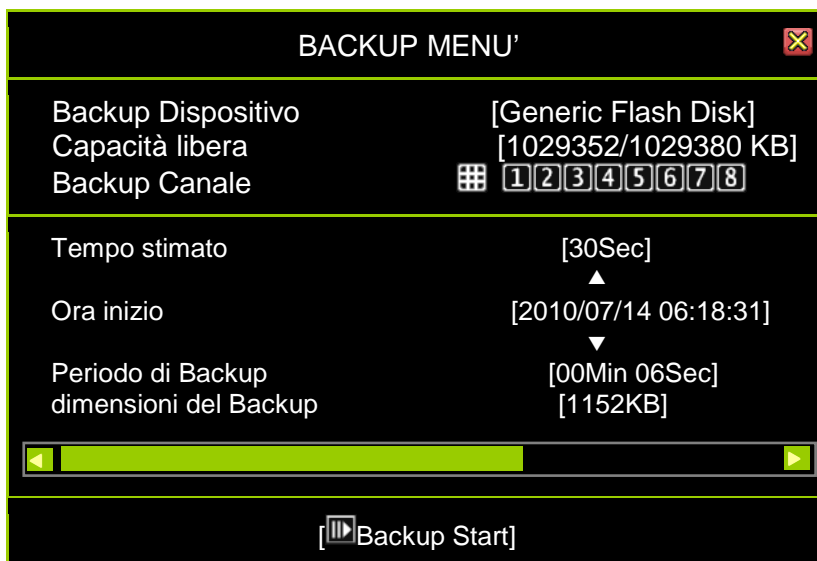 BACKUP MENU’
Backup Dispositivo [Generic Flash Disk]
Capacità libera [1029352/1029380 KB]
Backup Canale 1 2 3 4 5 6 7 8
Tempo stimato [30Sec]
Ora inizio [2010/07/14 06:18:31]
Periodo di Backup [00Min 06Sec]
dimensioni del Backup [1152KB]
[Backup Start]